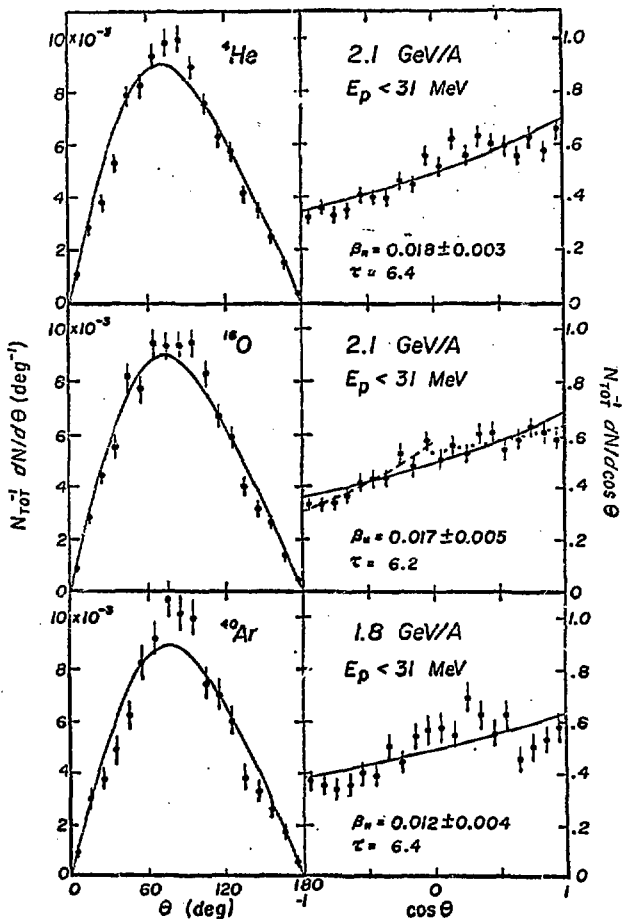 10 ×10⁻³
⁴He
2.1 GeV/A
1.0
8
Eₚ < 31 MeV
.8
6
.6
4
.4
βₙ = 0.018 ± 0.003
2
τ = 6.4
.2
0
0
10 ×10⁻³
¹⁶O
2.1 GeV/A
1.0
8
Eₚ < 31 MeV
.8
6
.6
4
.4
βₙ = 0.017 ± 0.005
2
τ = 6.2
.2
0
0
10 ×10⁻³
⁴⁰Ar
1.8 GeV/A
1.0
8
Eₚ < 31 MeV
.8
6
.6
4
.4
βₙ = 0.012 ± 0.004
2
τ = 6.4
.2
0
0
0 60 120 180
-1 0 1
θ (deg)
cosθ
N_TOT⁻¹ dN/dθ (deg⁻¹)
N_TOT⁻¹ dN/dcosθ